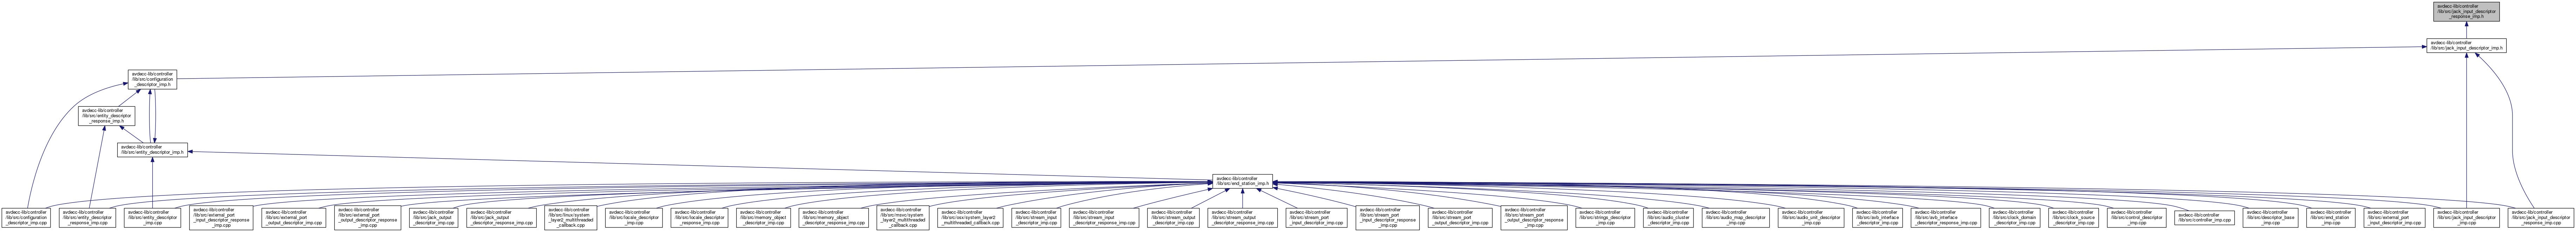 avdecc-lib/controller
/lib/src/jack_input_descriptor
_response_imp.h
avdecc-lib/controller
/lib/src/jack_input_descriptor_imp.h
avdecc-lib/controller
/lib/src/configuration
_descriptor_imp.h
avdecc-lib/controller
/lib/src/entity_descriptor
_response_imp.h
avdecc-lib/controller
/lib/src/entity_descriptor_imp.h
avdecc-lib/controller
/lib/src/end_station_imp.h
avdecc-lib/controller
/lib/src/configuration
_descriptor_imp.cpp
avdecc-lib/controller
/lib/src/entity_descriptor
_response_imp.cpp
avdecc-lib/controller
/lib/src/entity_descriptor
_imp.cpp
avdecc-lib/controller
/lib/src/external_port
_input_descriptor_response
_imp.cpp
avdecc-lib/controller
/lib/src/external_port
_output_descriptor_imp.cpp
avdecc-lib/controller
/lib/src/external_port
_output_descriptor_response
_imp.cpp
avdecc-lib/controller
/lib/src/jack_output
_descriptor_imp.cpp
avdecc-lib/controller
/lib/src/jack_output
_descriptor_response_imp.cpp
avdecc-lib/controller
/lib/src/linux/system
_layer2_multithreaded
_callback.cpp
avdecc-lib/controller
/lib/src/locale_descriptor
_imp.cpp
avdecc-lib/controller
/lib/src/locale_descriptor
_response_imp.cpp
avdecc-lib/controller
/lib/src/memory_object
_descriptor_imp.cpp
avdecc-lib/controller
/lib/src/memory_object
_descriptor_response_imp.cpp
avdecc-lib/controller
/lib/src/msvc/system
_layer2_multithreaded
_callback.cpp
avdecc-lib/controller
/lib/src/osx/system_layer2
_multithreaded_callback.cpp
avdecc-lib/controller
/lib/src/stream_input
_descriptor_imp.cpp
avdecc-lib/controller
/lib/src/stream_input
_descriptor_response_imp.cpp
avdecc-lib/controller
/lib/src/stream_output
_descriptor_imp.cpp
avdecc-lib/controller
/lib/src/stream_output
_descriptor_response_imp.cpp
avdecc-lib/controller
/lib/src/stream_port
_input_descriptor_imp.cpp
avdecc-lib/controller
/lib/src/stream_port
_input_descriptor_response
_imp.cpp
avdecc-lib/controller
/lib/src/stream_port
_output_descriptor_imp.cpp
avdecc-lib/controller
/lib/src/stream_port
_output_descriptor_response
_imp.cpp
avdecc-lib/controller
/lib/src/strings_descriptor
_imp.cpp
avdecc-lib/controller
/lib/src/audio_cluster
_descriptor_imp.cpp
avdecc-lib/controller
/lib/src/audio_map_descriptor
_imp.cpp
avdecc-lib/controller
/lib/src/audio_unit_descriptor
_imp.cpp
avdecc-lib/controller
/lib/src/avb_interface
_descriptor_imp.cpp
avdecc-lib/controller
/lib/src/avb_interface
_descriptor_response_imp.cpp
avdecc-lib/controller
/lib/src/clock_domain
_descriptor_imp.cpp
avdecc-lib/controller
/lib/src/clock_source
_descriptor_imp.cpp
avdecc-lib/controller
/lib/src/control_descriptor
_imp.cpp
avdecc-lib/controller
/lib/src/controller_imp.cpp
avdecc-lib/controller
/lib/src/descriptor_base
_imp.cpp
avdecc-lib/controller
/lib/src/end_station
_imp.cpp
avdecc-lib/controller
/lib/src/external_port
_input_descriptor_imp.cpp
avdecc-lib/controller
/lib/src/jack_input_descriptor
_imp.cpp
avdecc-lib/controller
/lib/src/jack_input_descriptor
_response_imp.cpp